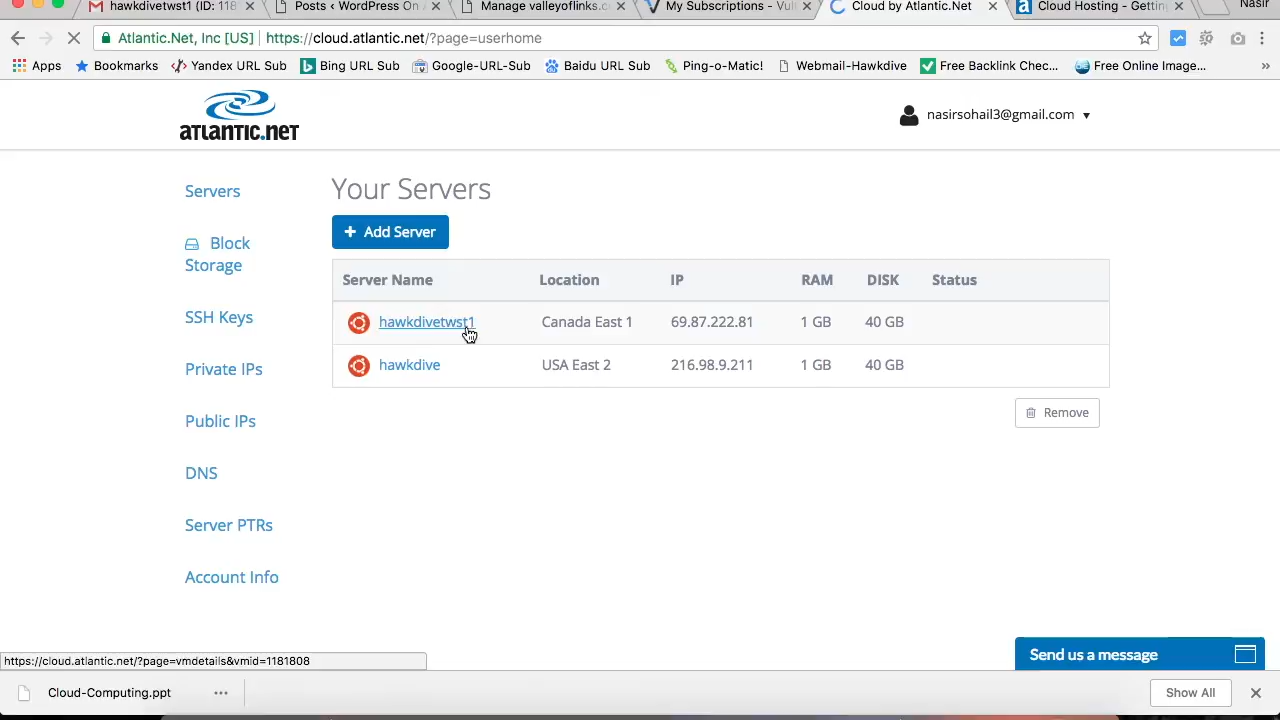 hawkdivetwst1 (ID: 118
Posts ‹ WordPress On A
Manage valleyoflinks.co
My Subscriptions - Vult
Cloud by Atlantic.Net
Cloud Hosting - Getting
Nasir
Atlantic.Net, Inc [US] | https://cloud.atlantic.net/?page=userhome
Apps
Bookmarks
Yandex URL Sub
Bing URL Sub
Google-URL-Sub
Baidu URL Sub
Ping-o-Matic!
Webmail-Hawkdive
Free Backlink Chec...
Free Online Image...
»
ATLANTIC.NET
nasirsohail3@gmail.com
Servers
Block
Storage
SSH Keys
Private IPs
Public IPs
DNS
Server PTRs
Account Info
Your Servers
+ Add Server
Server Name Location IP RAM DISK Status
hawkdivetwst1 Canada East 1 69.87.222.81 1 GB 40 GB
hawkdive USA East 2 216.98.9.211 1 GB 40 GB
Remove
Send us a message
https://cloud.atlantic.net/?page=vmdetails&vmid=1181808
Cloud-Computing.ppt
Show All